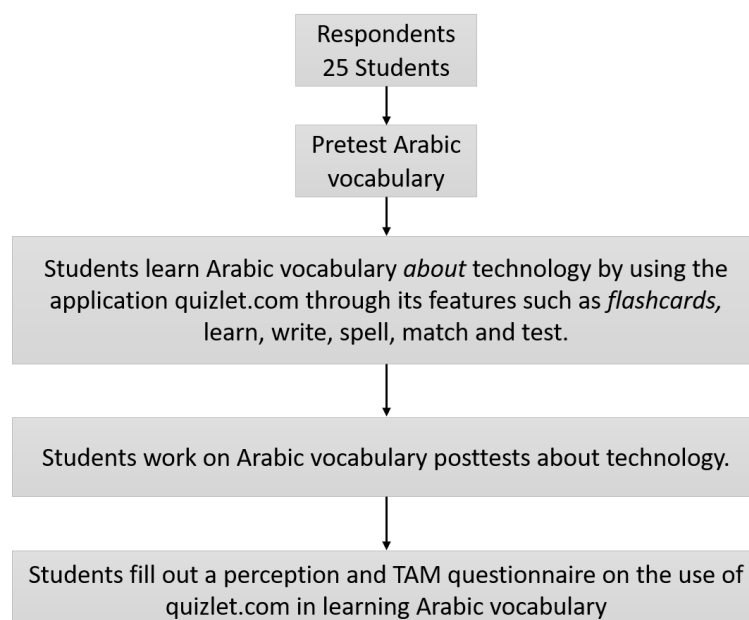 Respondents
25 Students
Pretest Arabic
vocabulary
Students learn Arabic vocabulary about technology by using the
application quizlet.com through its features such as flashcards,
learn, write, spell, match and test.
Students work on Arabic vocabulary posttests about technology.
Students fill out a perception and TAM questionnaire on the use of
quizlet.com in learning Arabic vocabulary